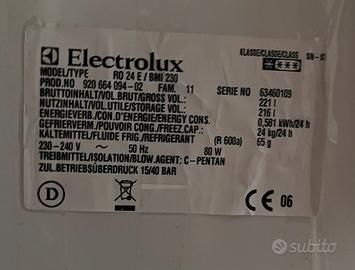 Electrolux
KLASSE/CLASSE/CLASS SN-S
MODEL/TYPE RO 24 E / BMI 230
PROD.NO 920 664 094-02 FAM. 11 SERIE NO 63460109
BRUTTOINHALT/VOL.BRUT/GROSS VOL.: 221 l
NUTZINHALT/VOL.UTILE/STORAGE VOL.: 216 l
ENERGIEVERB./CON.D'ENERG/ENERGY CONS. 0,581 kWh/24 h
GEFRIERVERM./POUV.CONG/FREEZ.CAP.: 24 kg/24 h
KÄLTEMITTEL/FLUIDE FRIG./REFRIGERANT (R 600a) 65 g
230-240 V ~ 50 Hz 80 W
TREIBMITTEL/ISOLATION/BLOW.AGENT: C-PENTAN
ZUL.BETRIEBSÜBERDRUCK 15/40 BAR
D
CE 06
subito